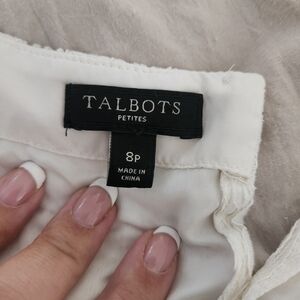 TALBOTS
PETITES
8P
MADE IN
CHINA